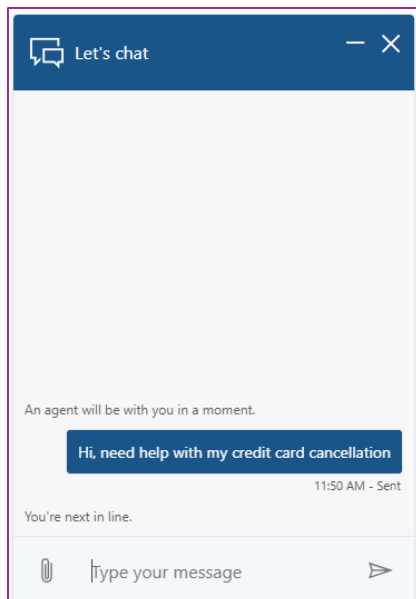 Let's chat
An agent will be with you in a moment.
Hi, need help with my credit card cancellation
11:50 AM - Sent
You're next in line.
Type your message